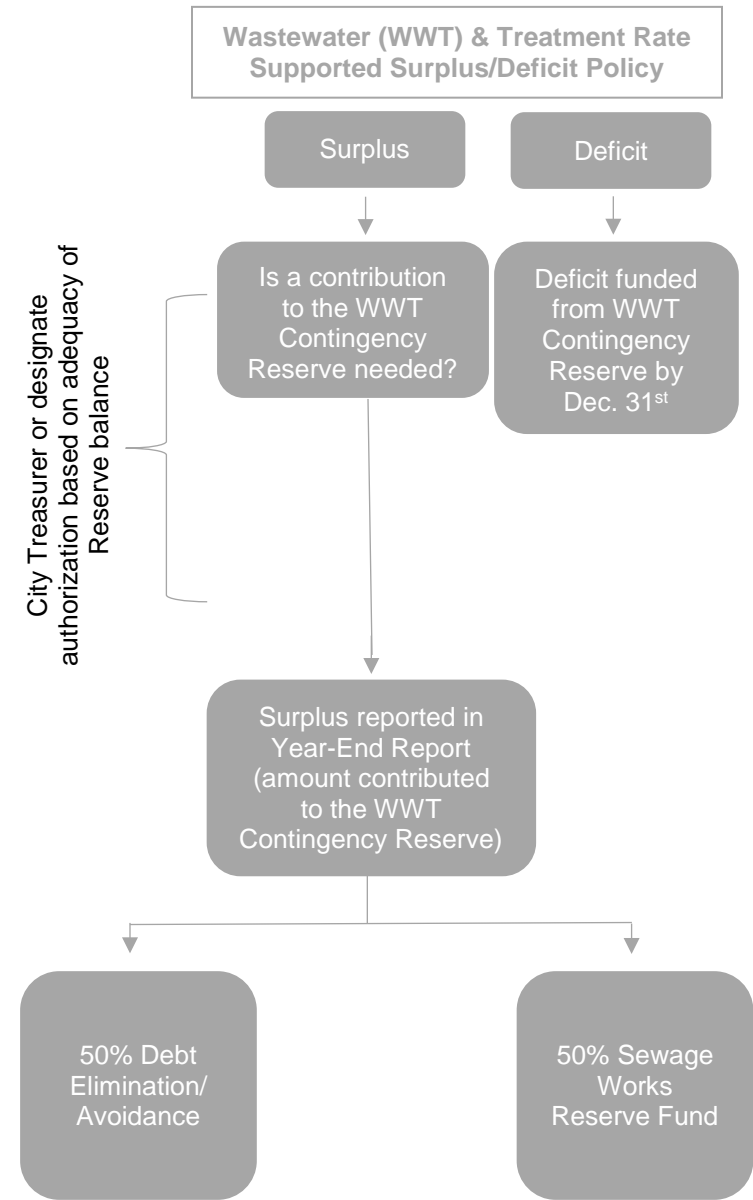 Wastewater (WWT) & Treatment Rate
Supported Surplus/Deficit Policy
Surplus
Deficit
City Treasurer or designate
authorization based on adequacy of
Reserve balance
Is a contribution
to the WWT
Contingency
Reserve needed?
Deficit funded
from WWT
Contingency
Reserve by
Dec. 31st
Surplus reported in
Year-End Report
(amount contributed
to the WWT
Contingency Reserve)
50% Debt
Elimination/
Avoidance
50% Sewage
Works
Reserve Fund